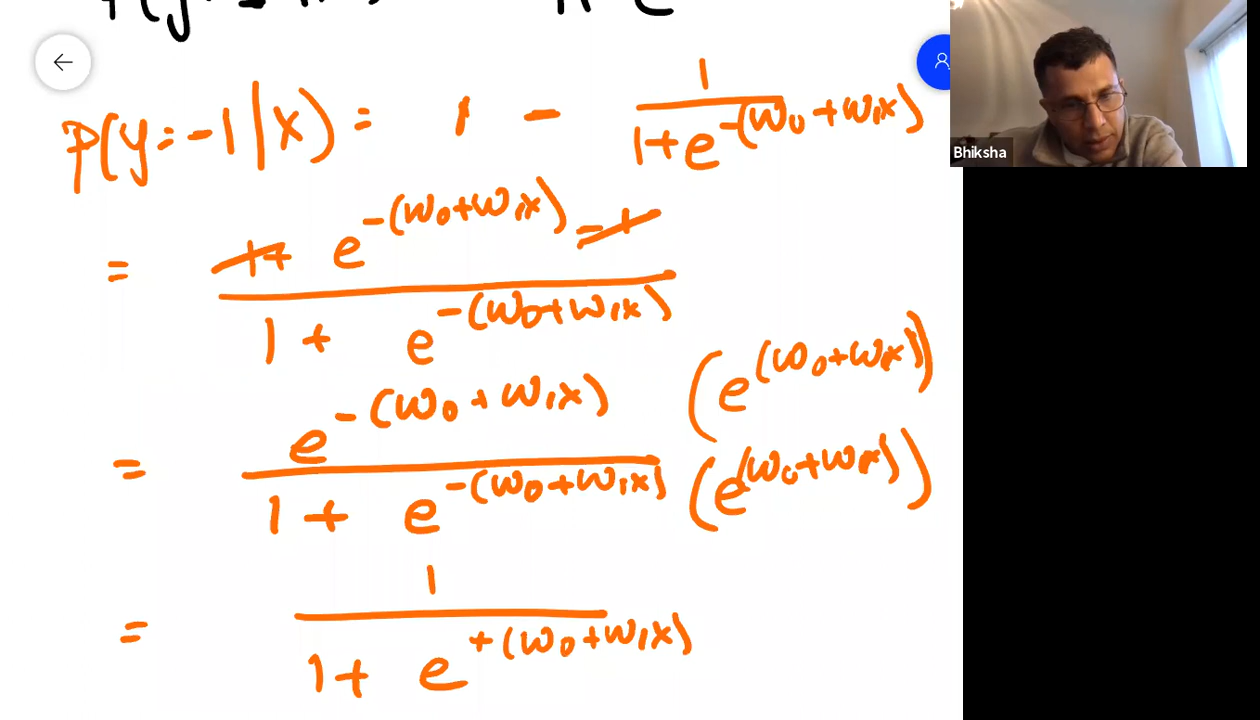 P(y=-1|x) = 1 - 1/(1+e^-(w₀+w₁x))
Bhiksha
= (1+ e^-(w₀+w₁x) -1)/(1 + e^-(w₀+w₁x))
= e^-(w₀+w₁x) (e^(w₀+w₁x))
1 + e^-(w₀+w₁x) (e^(w₀+w₁x))
= 1/(1 + e^+(w₀+w₁x))